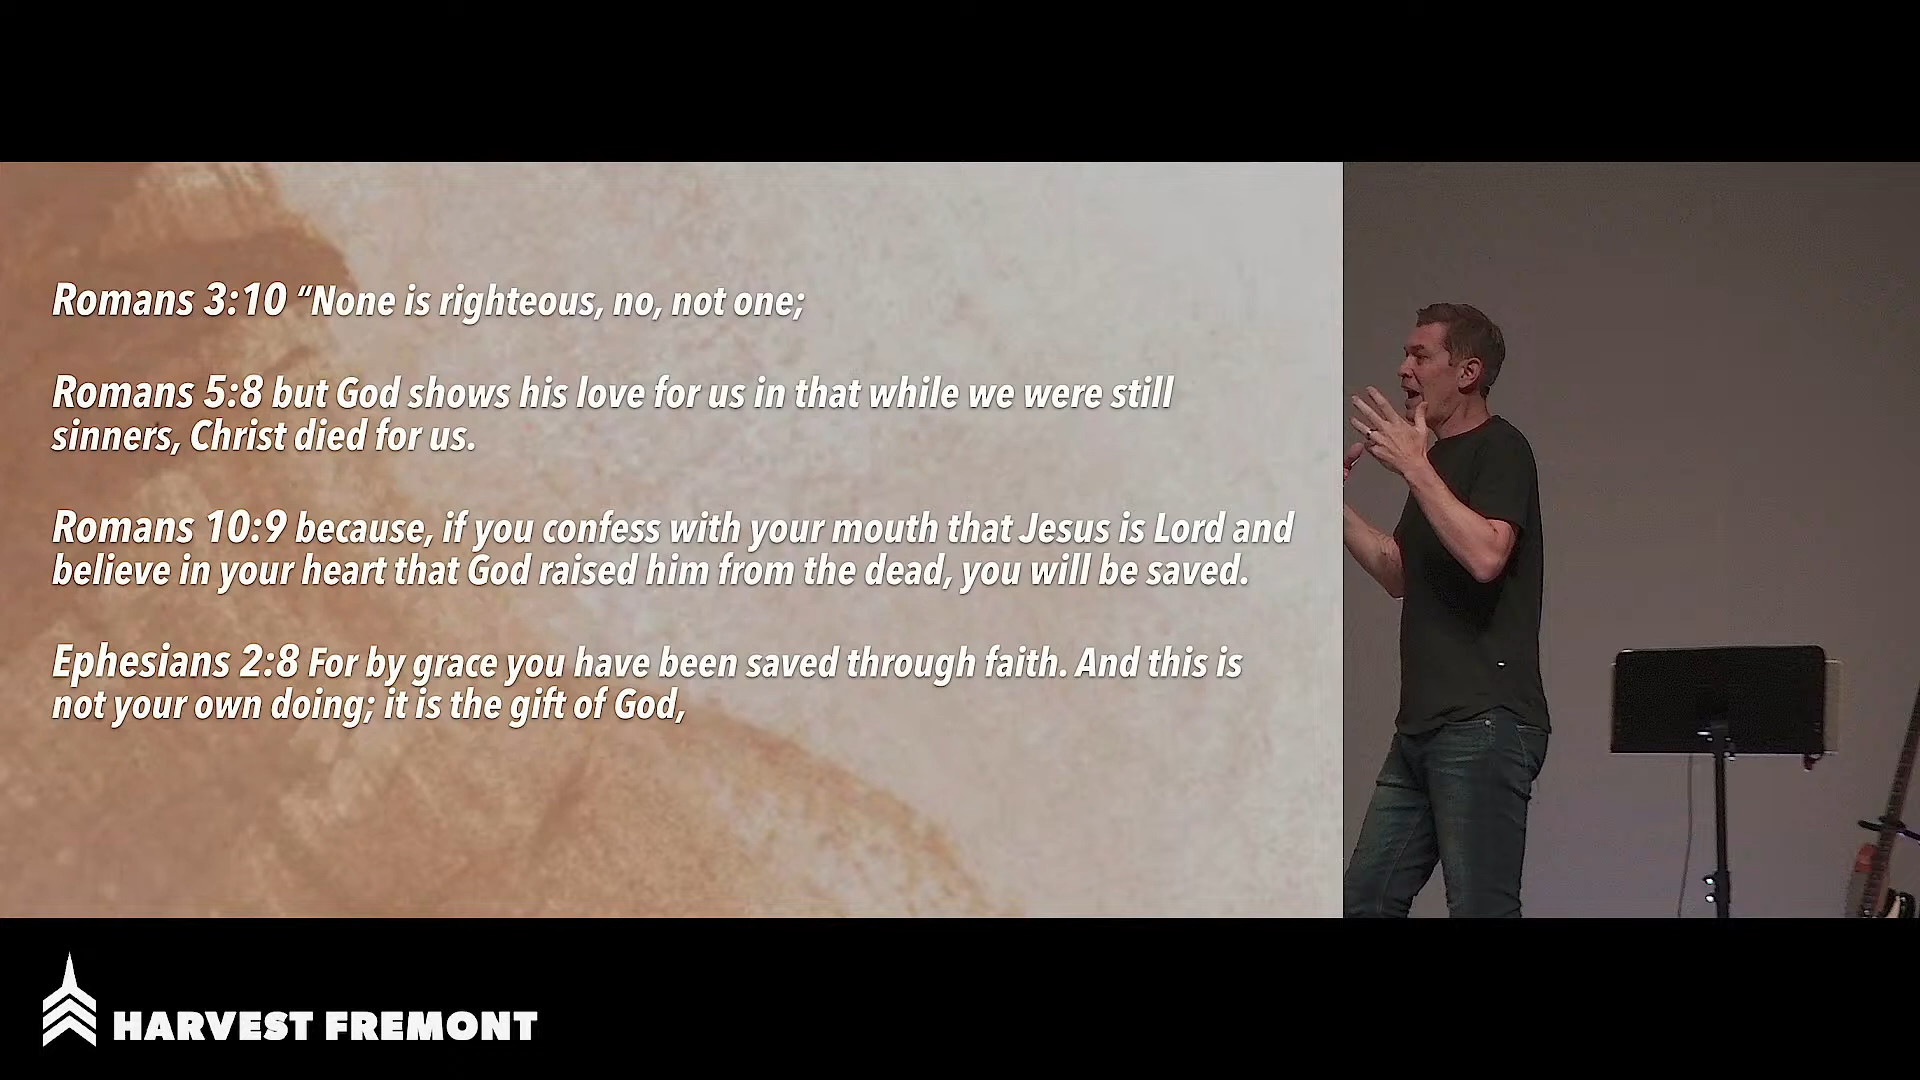 Romans 3:10 “None is righteous, no, not one;
Romans 5:8 but God shows his love for us in that while we were still
sinners, Christ died for us.
Romans 10:9 because, if you confess with your mouth that Jesus is Lord and
believe in your heart that God raised him from the dead, you will be saved.
Ephesians 2:8 For by grace you have been saved through faith. And this is
not your own doing; it is the gift of God,
HARVEST FREMONT